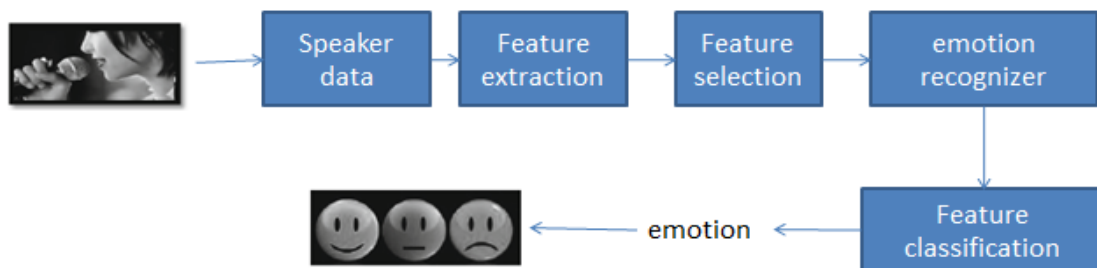 Speaker
data
Feature
extraction
Feature
selection
emotion
recognizer
Feature
classification
emotion